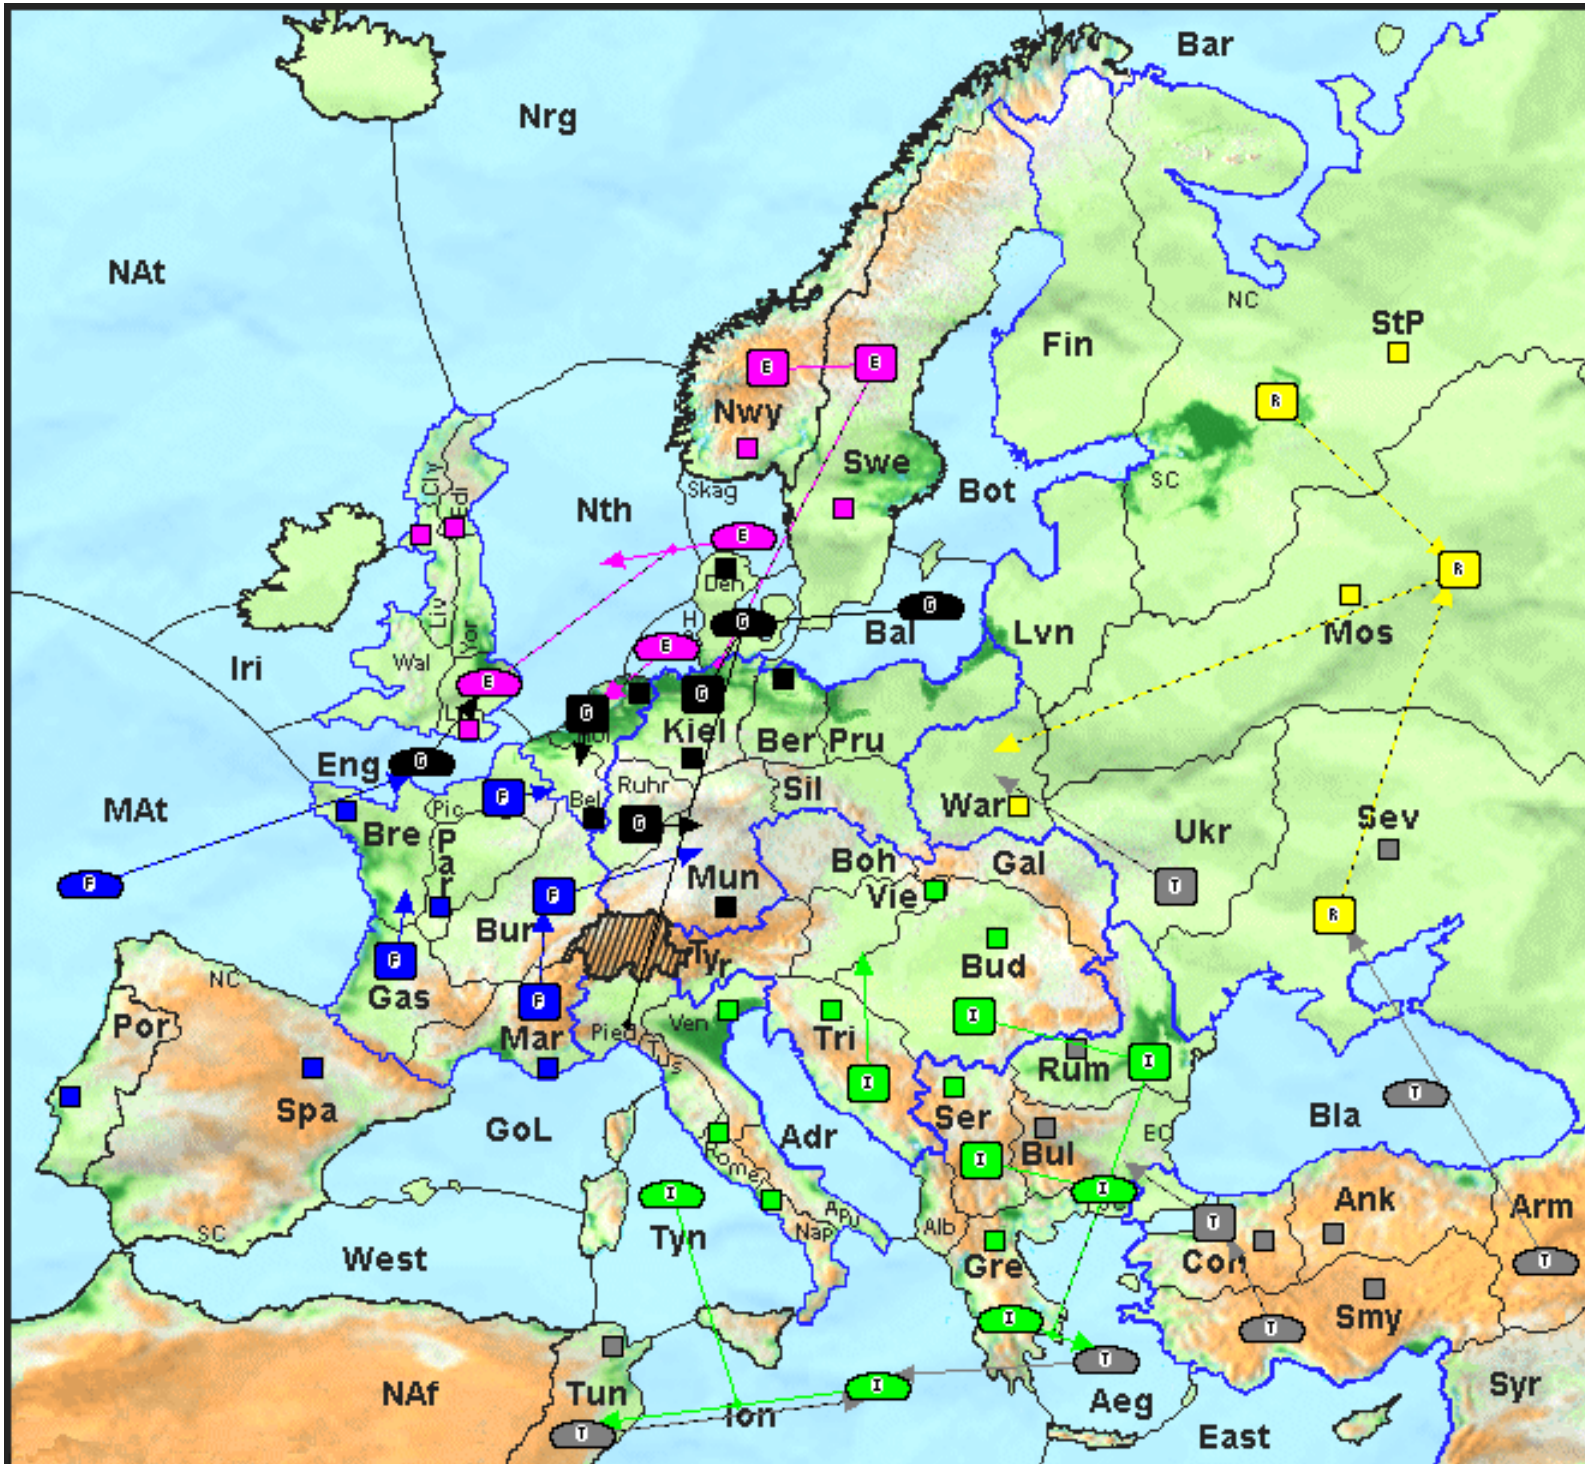 Bar
Nrg
NAt
NC
StP
Fin
Nwy
Swe
Skag
SC
Bot
Nth
Cly
Edi
Den
Liv
Yor
Wal
Iri
Bal
Lvn
Mos
Hol
Kiel
Ber
Pru
Eng
Ruhr
Sil
War
MAt
Pic
Bel
Bre
Par
Ukr
Sev
Boh
Gal
Mun
Vie
Bur
Tyr
Bud
NC
Gas
Por
Mar
Pied
Ven
Tri
Tus
Rum
Spa
Ser
GoL
Adr
Bul
EC
Bla
Rome
Ank
Arm
SC
West
Tyn
Nap
Apu
Alb
Gre
Con
Smy
NAf
Tun
Ion
Aeg
East
Syr
E
E
R
E
R
G
G
E
E
G
G
G
F
G
F
F
T
R
F
F
I
I
I
T
I
I
I
T
T
I
T
T
I
T